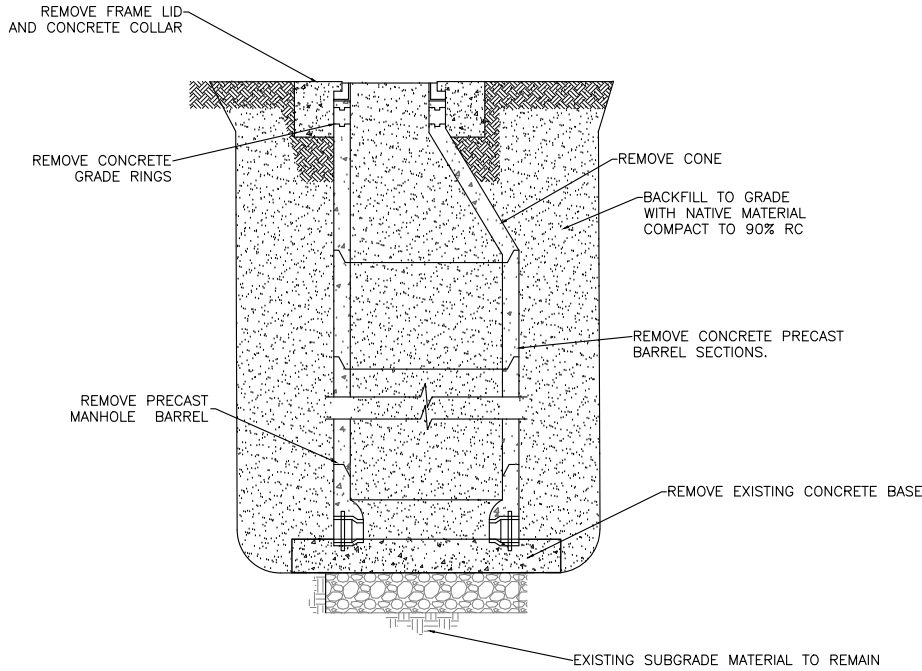 REMOVE FRAME LID
AND CONCRETE COLLAR
REMOVE CONCRETE
GRADE RINGS
REMOVE CONE
BACKFILL TO GRADE
WITH NATIVE MATERIAL
COMPACT TO 90% RC
REMOVE CONCRETE PRECAST
BARREL SECTIONS.
REMOVE PRECAST
MANHOLE BARREL
REMOVE EXISTING CONCRETE BASE
EXISTING SUBGRADE MATERIAL TO REMAIN